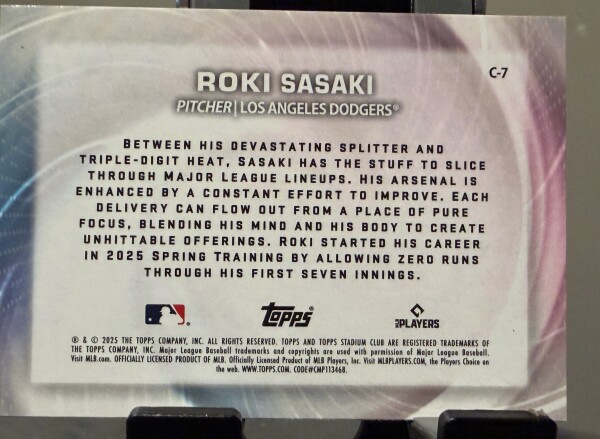 C-7
ROKI SASAKI
PITCHER | LOS ANGELES DODGERS®
BETWEEN HIS DEVASTATING SPLITTER AND
TRIPLE-DIGIT HEAT, SASAKI HAS THE STUFF TO SLICE
THROUGH MAJOR LEAGUE LINEUPS. HIS ARSENAL IS
ENHANCED BY A CONSTANT EFFORT TO IMPROVE. EACH
DELIVERY CAN FLOW OUT FROM A PLACE OF PURE
FOCUS, BLENDING HIS MIND AND HIS BODY TO CREATE
UNHITTABLE OFFERINGS. ROKI STARTED HIS CAREER
IN 2025 SPRING TRAINING BY ALLOWING ZERO RUNS
THROUGH HIS FIRST SEVEN INNINGS.
Topps® MLB PLAYERS
® & © 2025 THE TOPPS COMPANY, INC. ALL RIGHTS RESERVED. TOPPS AND TOPPS STADIUM CLUB ARE REGISTERED TRADEMARKS OF
THE TOPPS COMPANY, INC. Major League Baseball trademarks and copyrights are used with permission of Major League Baseball.
Visit MLB.com. OFFICIALLY LICENSED PRODUCT OF MLB. Officially Licensed Product of MLB Players, Inc. Visit MLBPLAYERS.com, the Players Choice on
the web. WWW.TOPPS.COM. CODE#CMP113468.